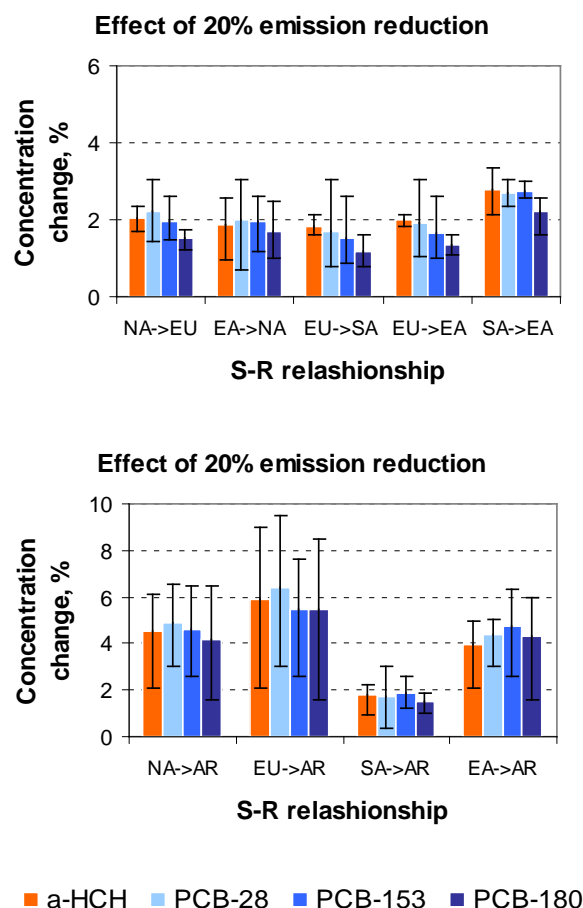 Effect of 20% emission reduction
6
4
2
0
Concentration
change, %
NA->EU EA->NA EU->SA EU->EA SA->EA
S-R relashionship
Effect of 20% emission reduction
10
8
6
4
2
0
Concentration
change, %
NA->AR EU->AR SA->AR EA->AR
S-R relashionship
a-HCH PCB-28 PCB-153 PCB-180